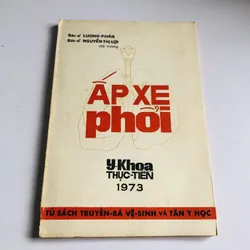 Bác-sĩ LƯƠNG-PHÁN
Bác-sĩ NGUYỄN-THỊ-LỢI
ÁP XE
phổi
Y-KHOA
THỰC-TIỄN
1973
TỦ SÁCH TRUYỀN-BÁ VỆ-SINH VÀ TÂN Y HỌC